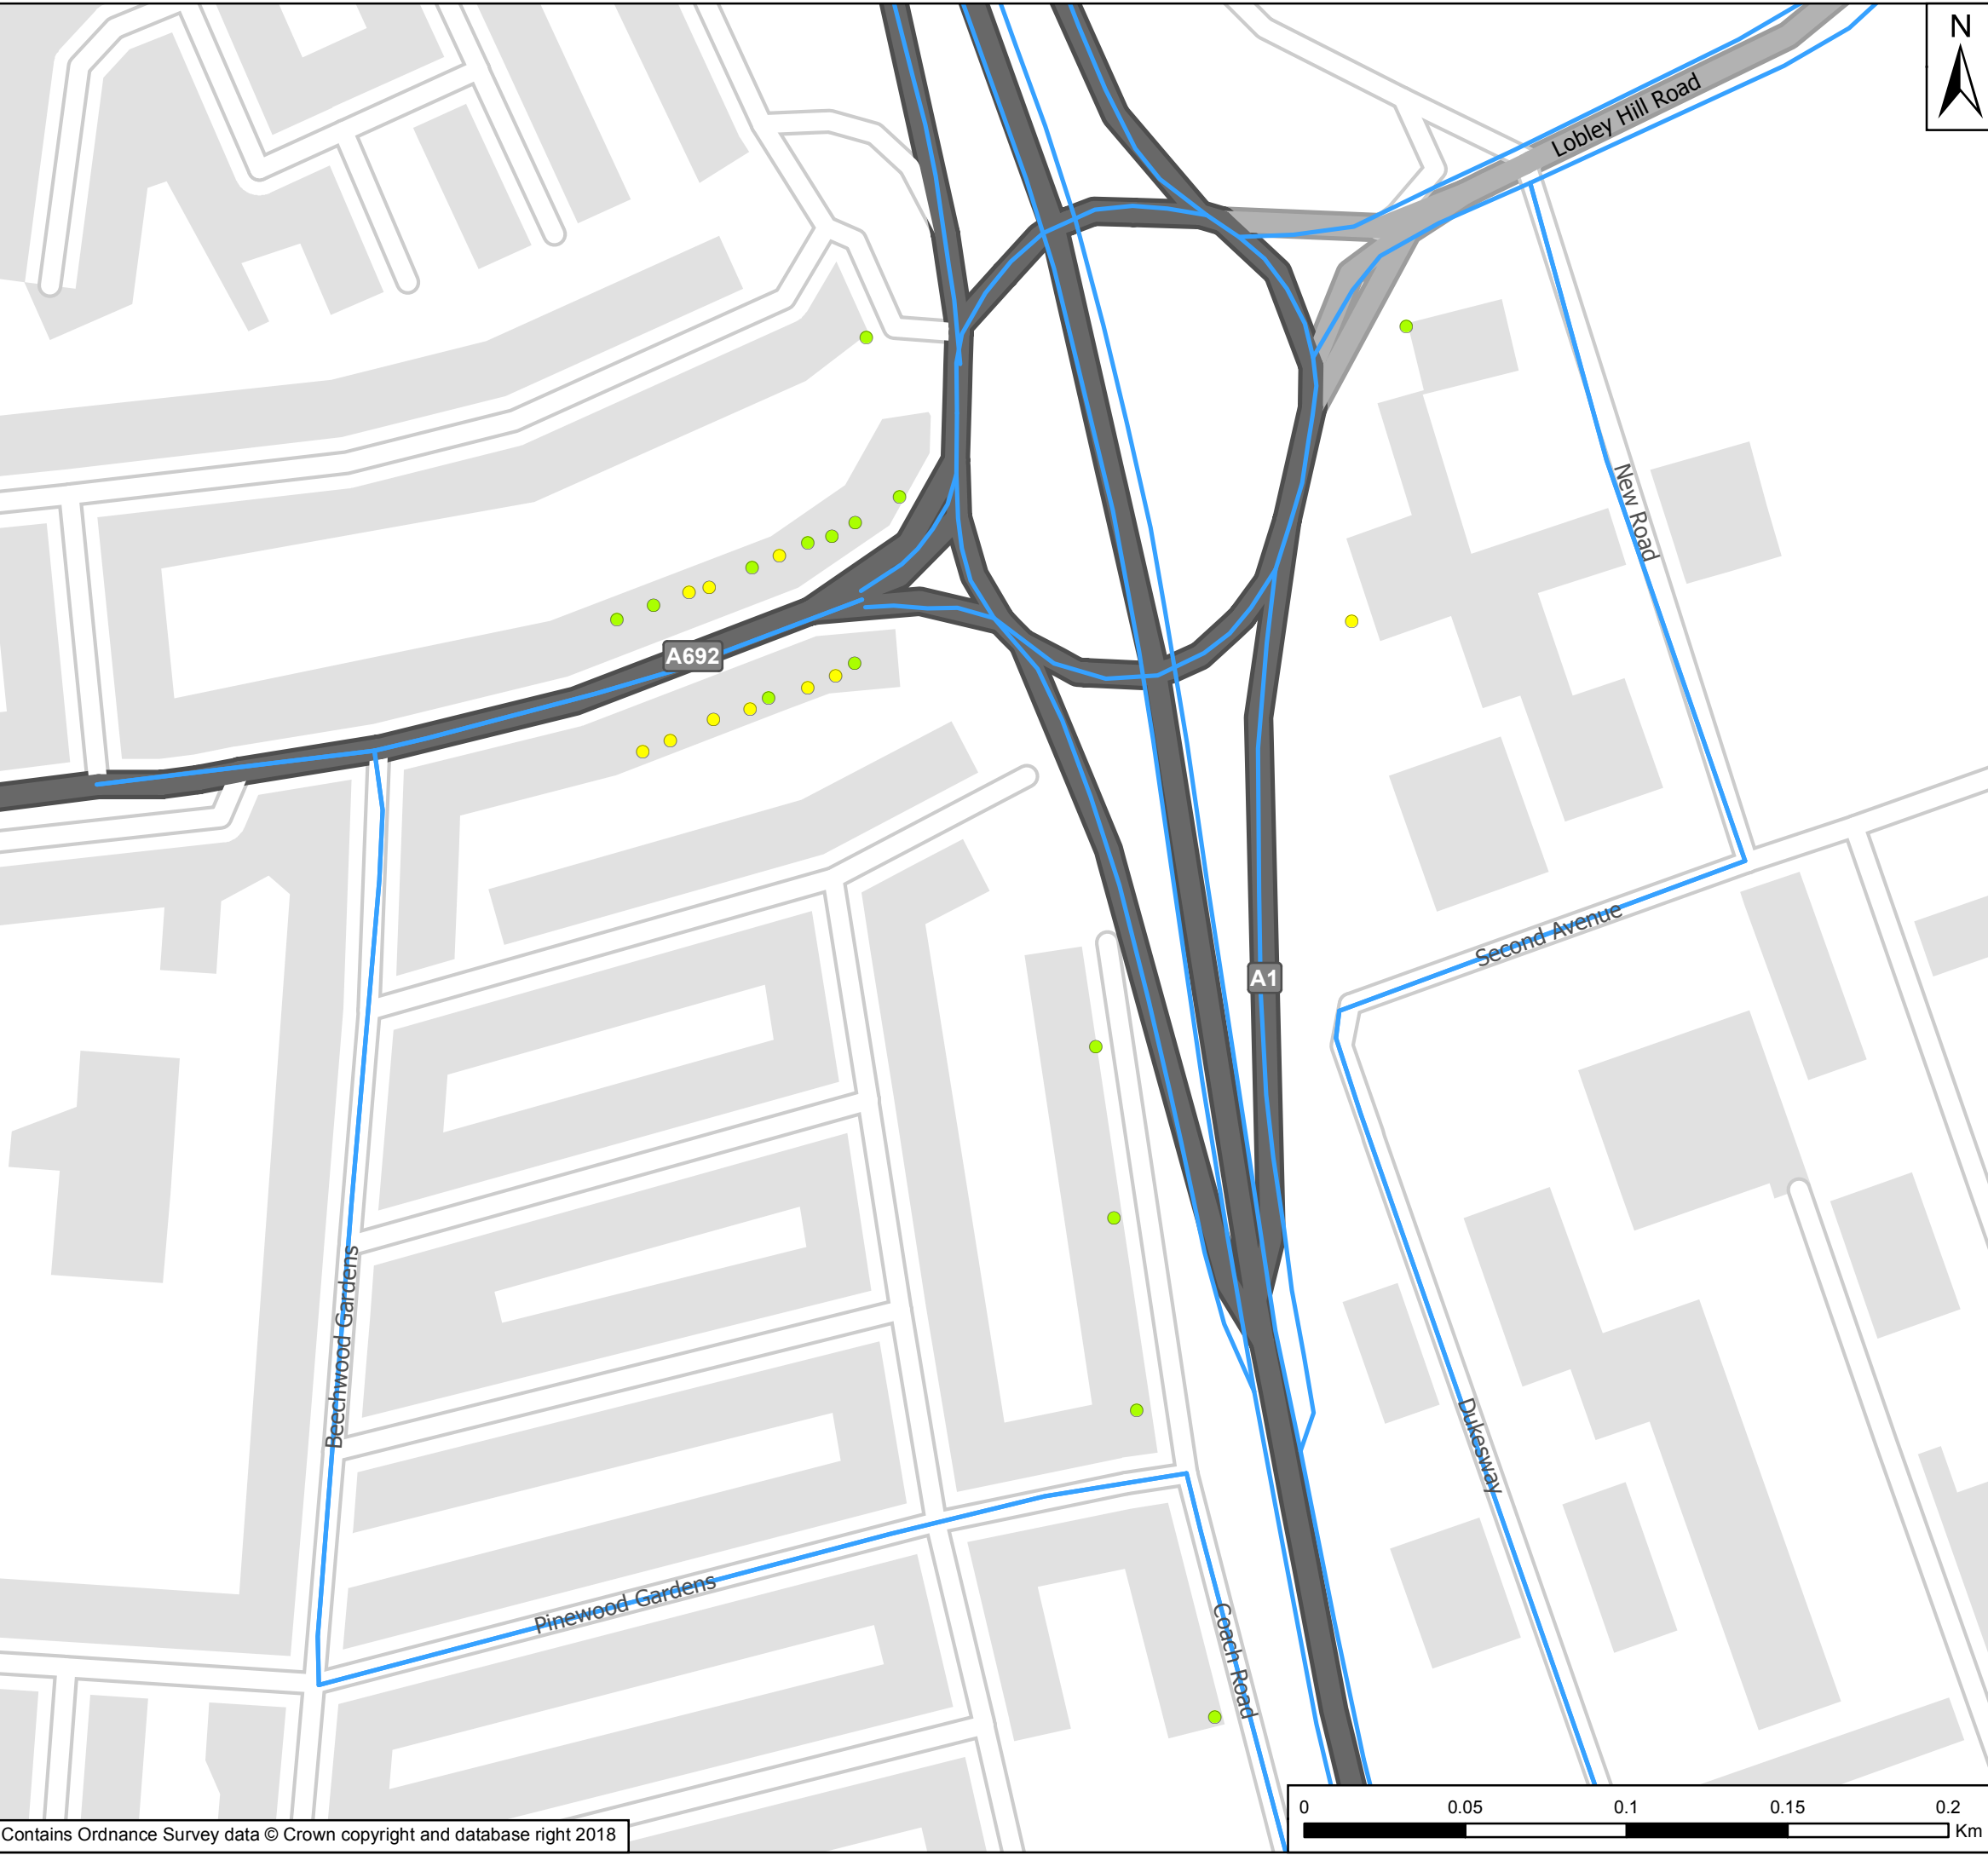 N
Lobley Hill Road
New Road
A692
Second Avenue
A1
Beechwood Gardens
Dukesway
Pinewood Gardens
Coach Road
0 0.05 0.1 0.15 0.2
Km
Contains Ordnance Survey data © Crown copyright and database right 2018